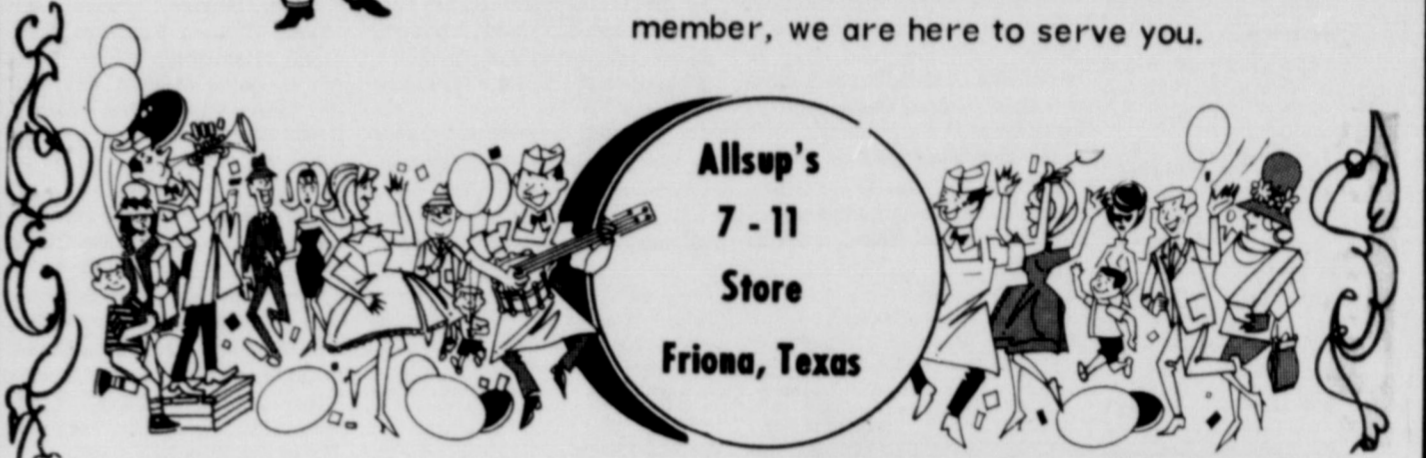 member, we are here to serve you.
Allsup's
7 - 11
Store
Friona, Texas